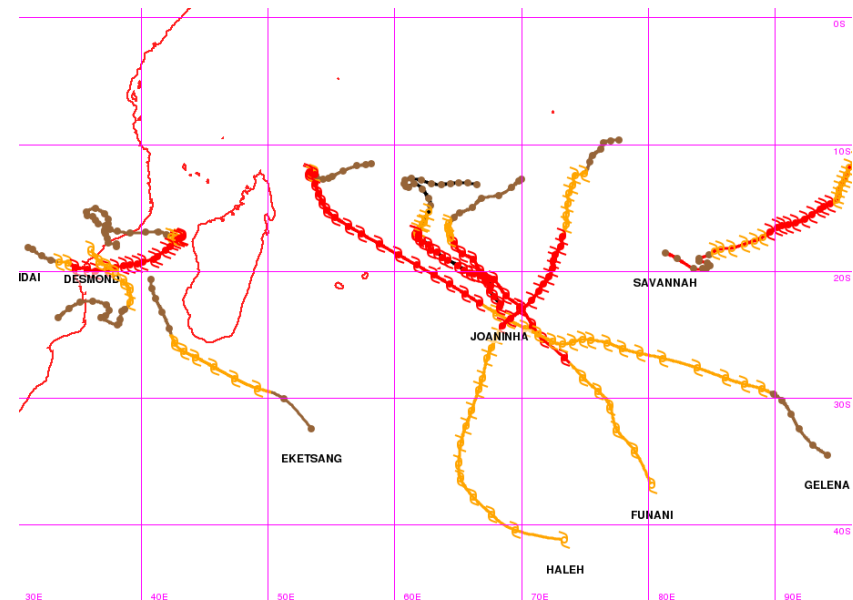 0S
10S
IDAI
DESMOND
20S
SAVANNAH
JOANINHA
30S
EKETSANG
GELENA
FUNANI
40S
HALEH
30E 40E 50E 60E 70E 80E 90E